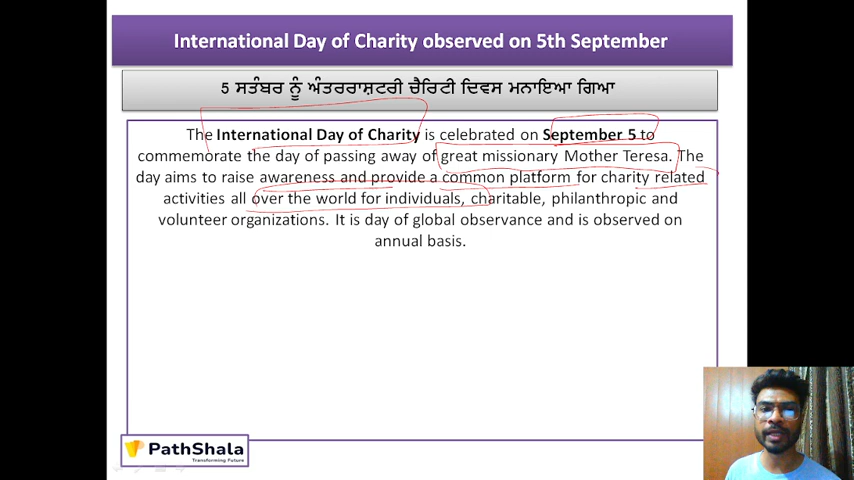 International Day of Charity observed on 5th September
5 ਸਤੰਬਰ ਨੂੰ ਅੰਤਰਰਾਸ਼ਟਰੀ ਚੈਰਿਟੀ ਦਿਵਸ ਮਨਾਇਆ ਗਿਆ
The International Day of Charity is celebrated on September 5 to
commemorate the day of passing away of great missionary Mother Teresa. The
day aims to raise awareness and provide a common platform for charity related
activities all over the world for individuals, charitable, philanthropic and
volunteer organizations. It is day of global observance and is observed on
annual basis.
PathShala
Transforming Future